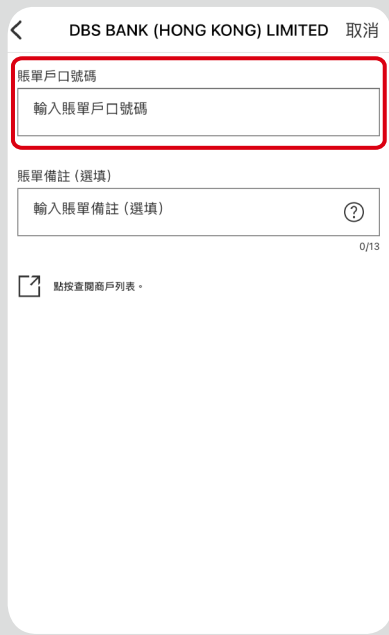 DBS BANK (HONG KONG) LIMITED 取消
賬單戶口號碼
輸入賬單戶口號碼
賬單備註 (選填)
輸入賬單備註 (選填) ?
0/13
點按查閱商戶列表。